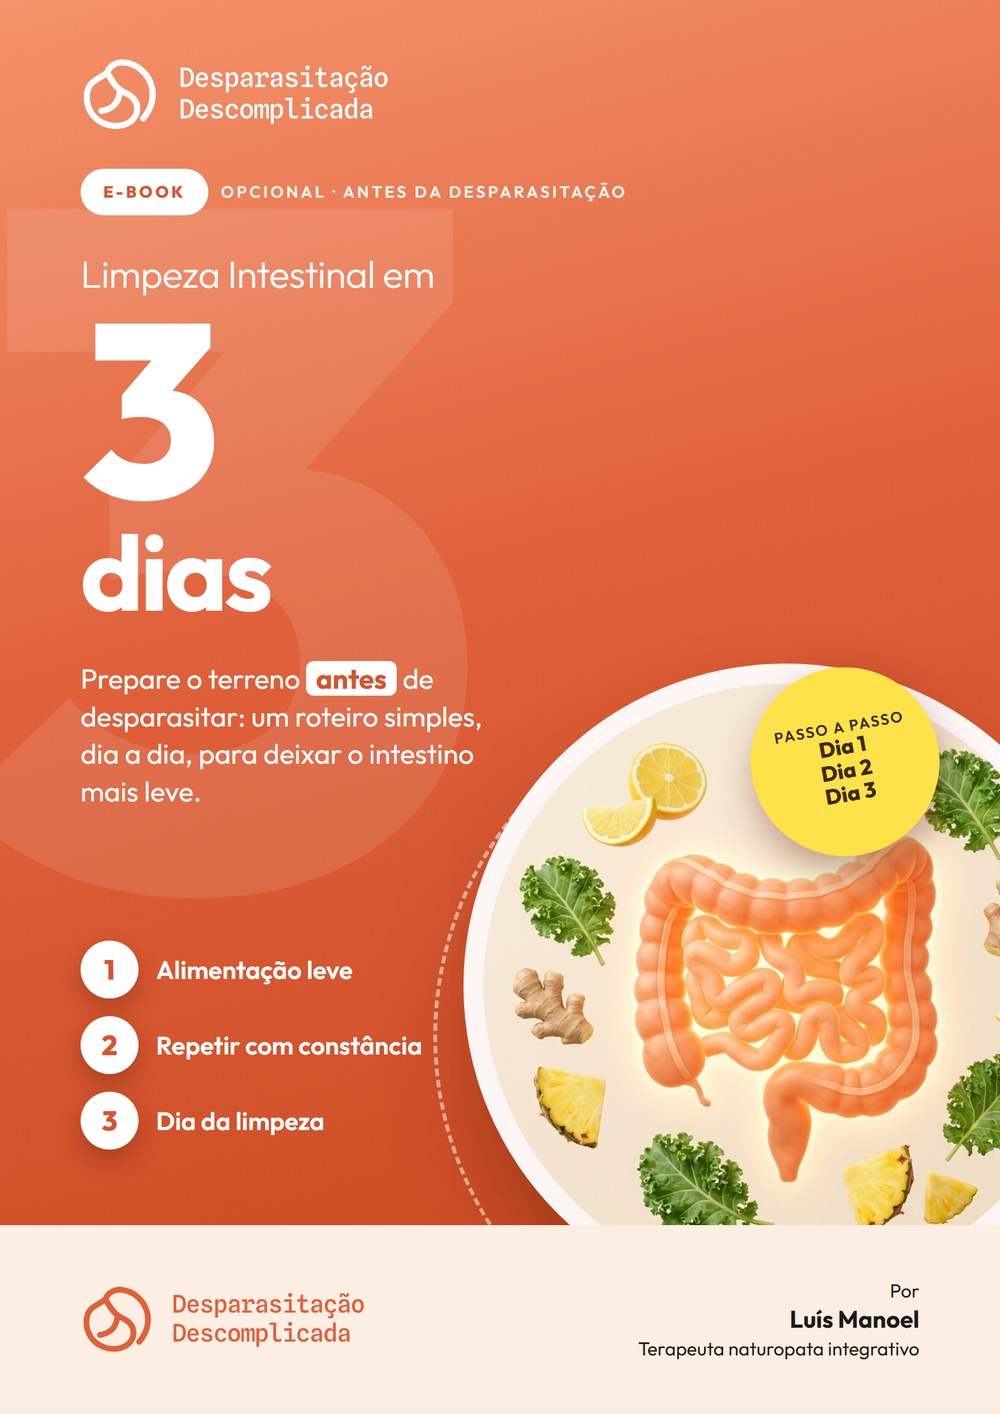 Desparasitação
Descomplicada
E-BOOK
OPCIONAL · ANTES DA DESPARASITAÇÃO
Limpeza Intestinal em
3
dias
Prepare o terreno antes de
desparasitar: um roteiro simples,
dia a dia, para deixar o intestino
mais leve.
PASSO A PASSO
Dia 1
Dia 2
Dia 3
1 Alimentação leve
2 Repetir com constância
3 Dia da limpeza
Desparasitação
Descomplicada
Por
Luís Manoel
Terapeuta naturopata integrativo